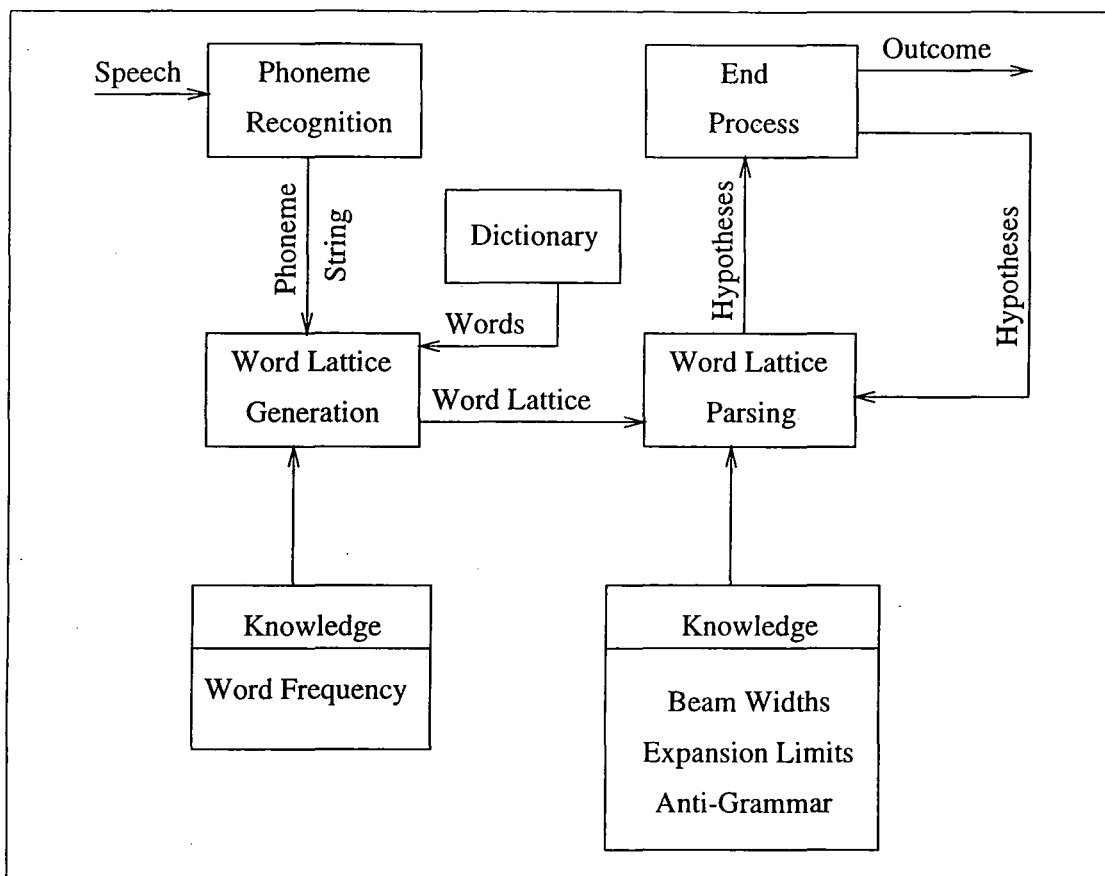 Speech
Phoneme
Recognition
Phoneme
String
Dictionary
Words
Word Lattice
Generation
Word Lattice
Knowledge
Word Frequency
End
Process
Outcome
Hypotheses
Hypotheses
Word Lattice
Parsing
Knowledge
Beam Widths
Expansion Limits
Anti-Grammar